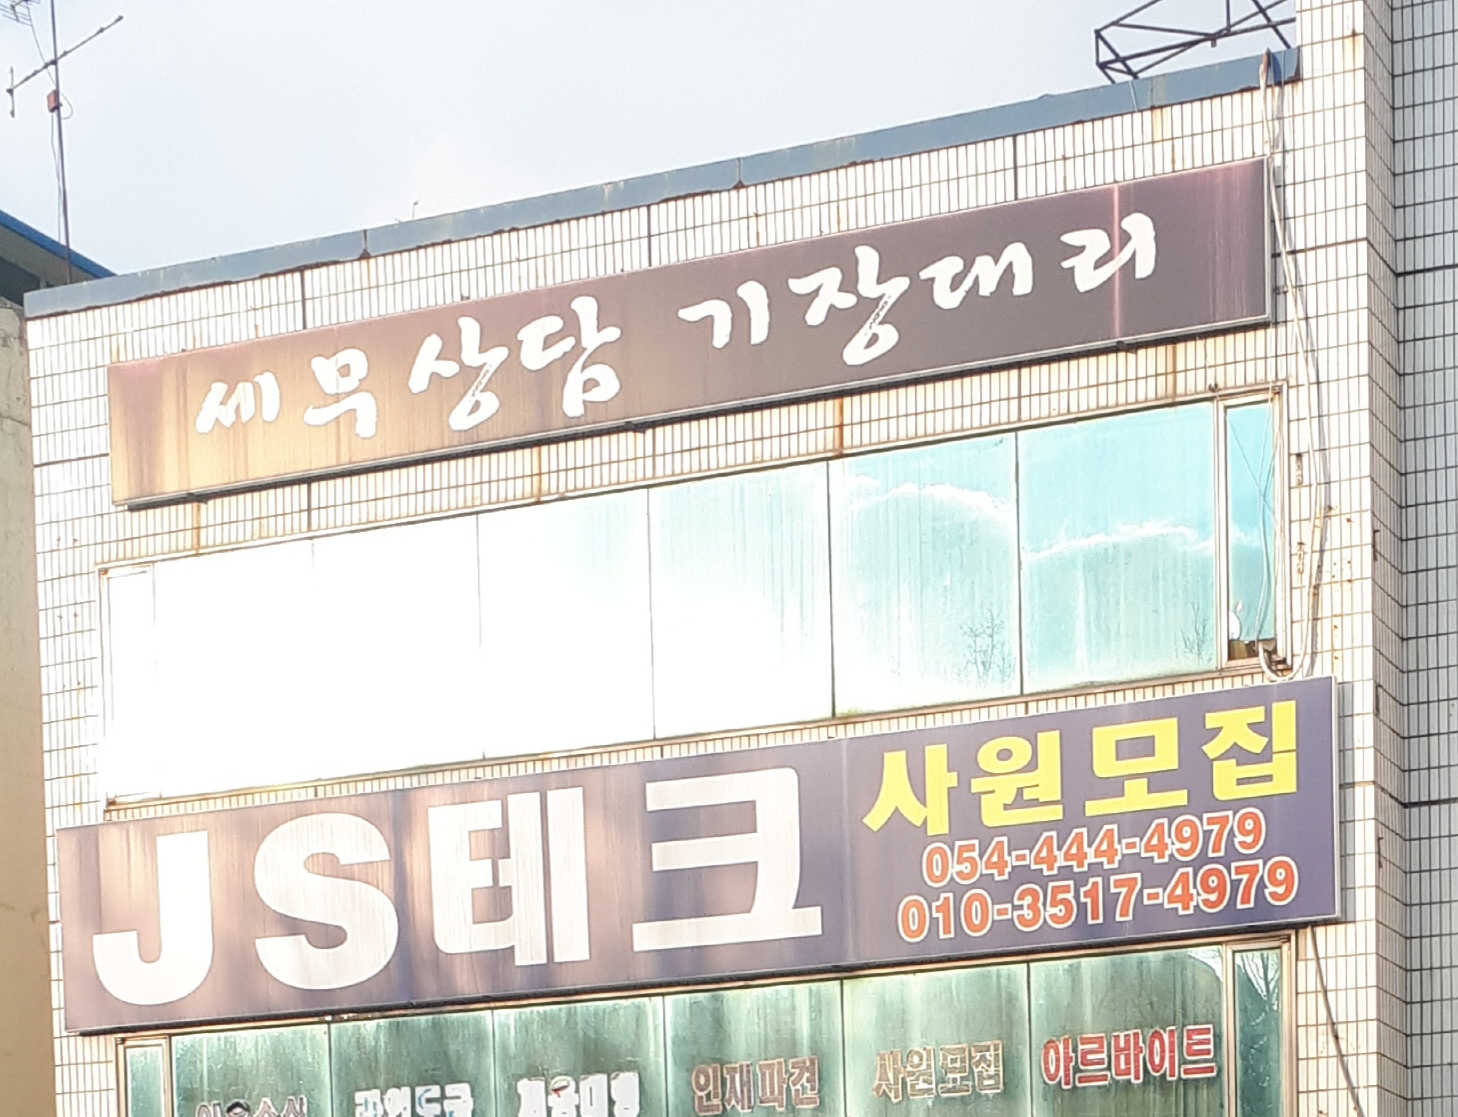 세무상담 기장대리
JS테크
사원모집
054-444-4979
010-3517-4979
인재파견 사원모집 아르바이트